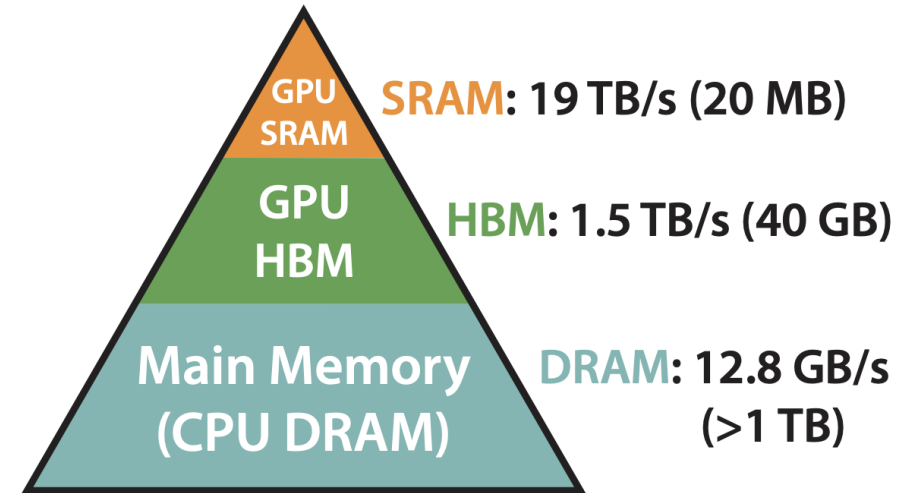 GPU
SRAM
SRAM: 19 TB/s (20 MB)
GPU
HBM
HBM: 1.5 TB/s (40 GB)
Main Memory
(CPU DRAM)
DRAM: 12.8 GB/s
(>1 TB)